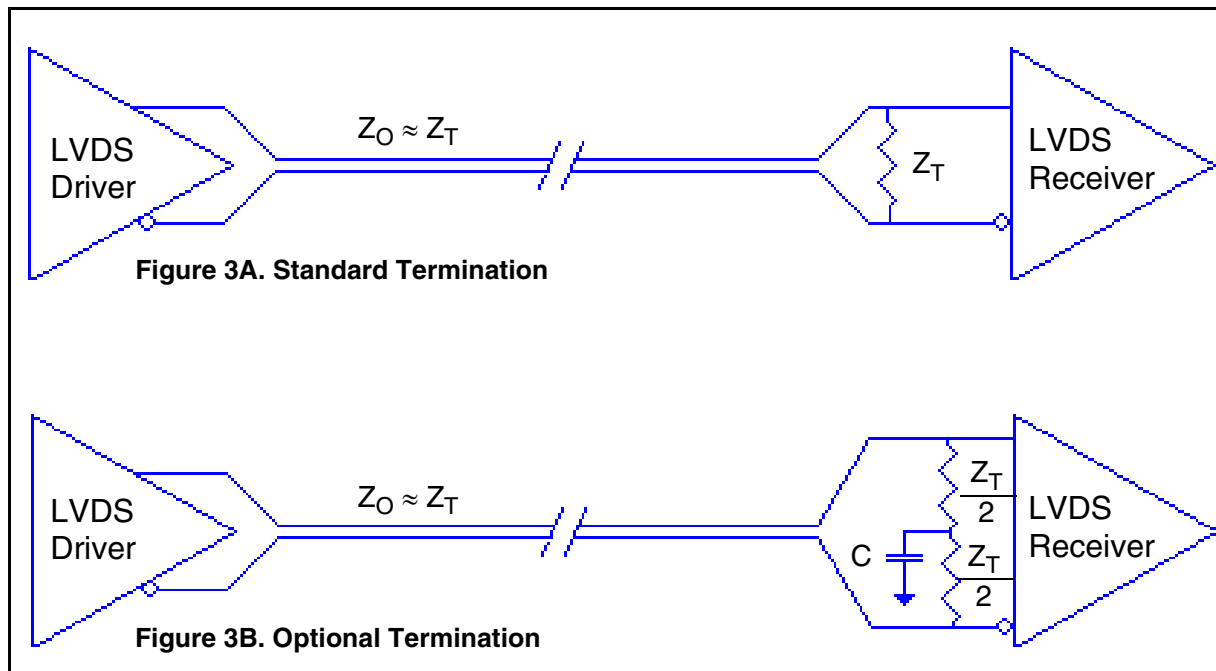 LVDS
Driver
Z_O ≈ Z_T
Z_T
LVDS
Receiver
Figure 3A. Standard Termination
LVDS
Driver
Z_O ≈ Z_T
C
Z_T
2
Z_T
2
LVDS
Receiver
Figure 3B. Optional Termination